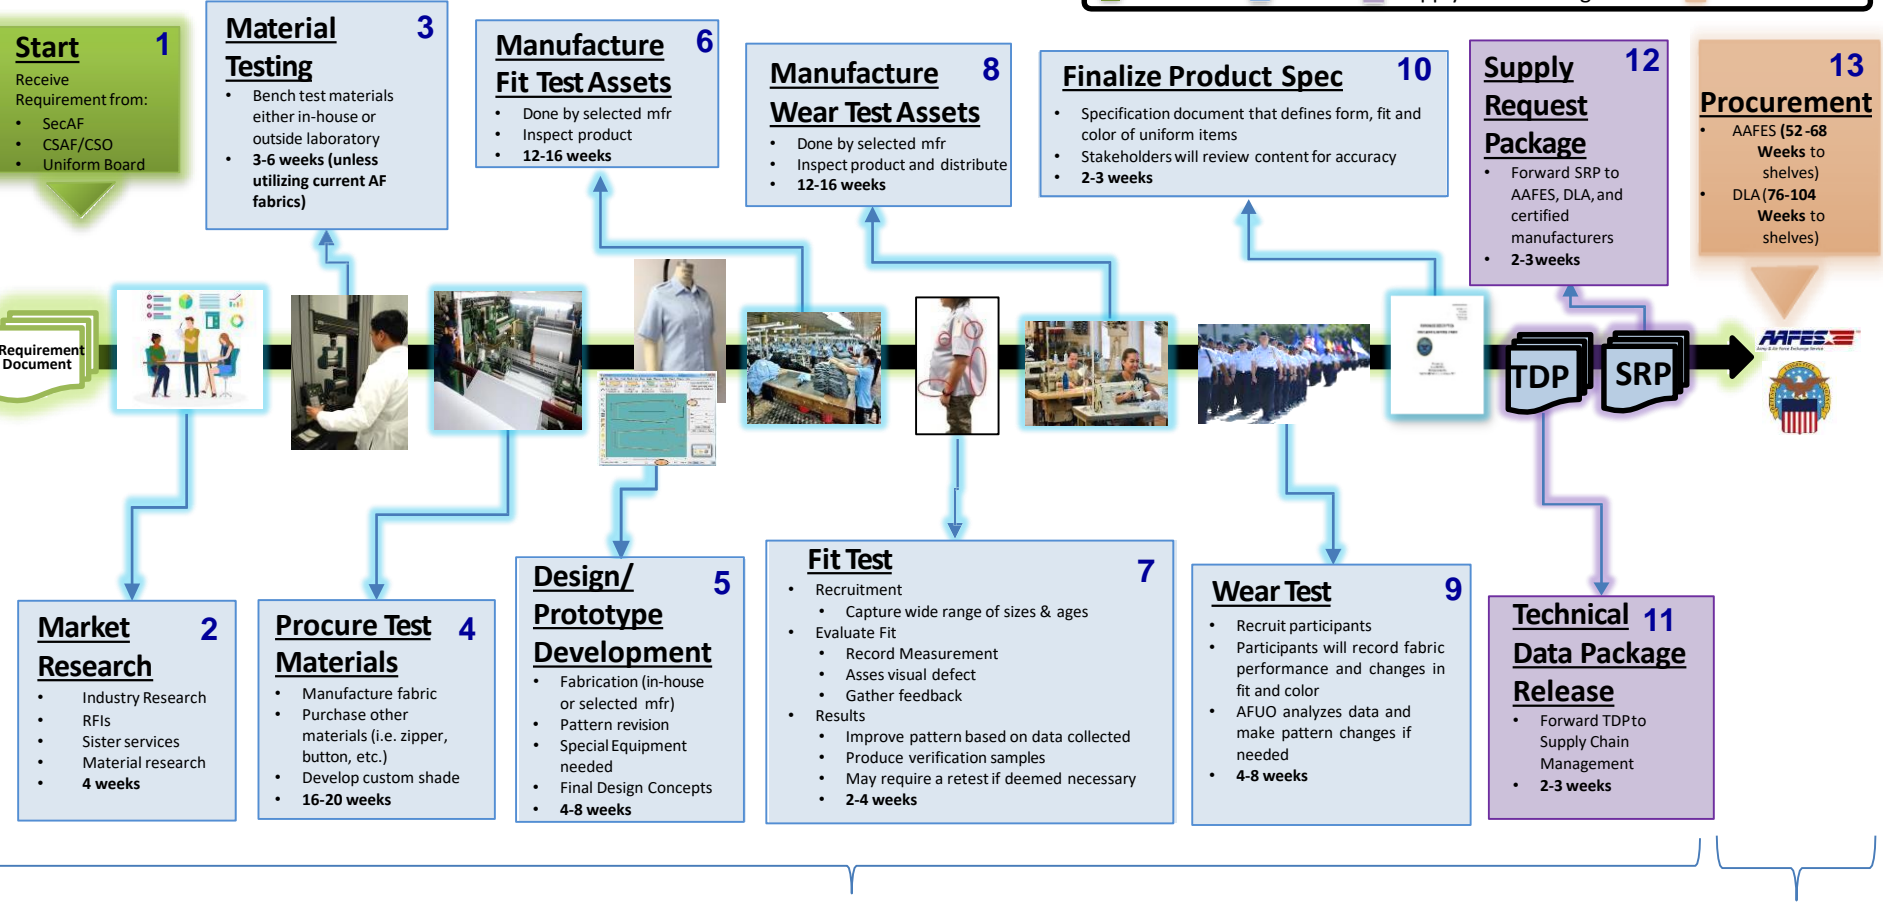 Start 1
Receive
Requirement from:
• SecAF
• CSAF/CSO
• Uniform Board
Material 3
Testing
• Bench test materials
either in-house or
outside laboratory
• 3-6 weeks (unless
utilizing current AF
fabrics)
Manufacture 6
Fit Test Assets
• Done by selected mfr
• Inspect product
• 12-16 weeks
Manufacture 8
Wear Test Assets
• Done by selected mfr
• Inspect product and distribute
• 12-16 weeks
Finalize Product Spec 10
• Specification document that defines form, fit and
color of uniform items
• Stakeholders will review content for accuracy
• 2-3 weeks
Supply 12
Request
Package
• Forward SRP to
AAFES, DLA, and
certified
manufacturers
• 2-3 weeks
13
Procurement
• AAFES (52-68
Weeks to
shelves)
• DLA (76-104
Weeks to
shelves)
Requirement
Document
TDP
SRP
AAFES
Army & Air Force Exchange Service
Market 2
Research
• Industry Research
• RFIs
• Sister services
• Material research
• 4 weeks
Procure Test 4
Materials
• Manufacture fabric
• Purchase other
materials (i.e. zipper,
button, etc.)
• Develop custom shade
• 16-20 weeks
Design/ 5
Prototype
Development
• Fabrication (in-house
or selected mfr)
• Pattern revision
• Special Equipment
needed
• Final Design Concepts
• 4-8 weeks
Fit Test 7
• Recruitment
• Capture wide range of sizes & ages
• Evaluate Fit
• Record Measurement
• Asses visual defect
• Gather feedback
• Results
• Improve pattern based on data collected
• Produce verification samples
• May require a retest if deemed necessary
• 2-4 weeks
Wear Test 9
• Recruit participants
• Participants will record fabric
performance and changes in
fit and color
• AFUO analyzes data and
make pattern changes if
needed
• 4-8 weeks
Technical 11
Data Package
Release
• Forward TDP to
Supply Chain
Management
• 2-3 weeks